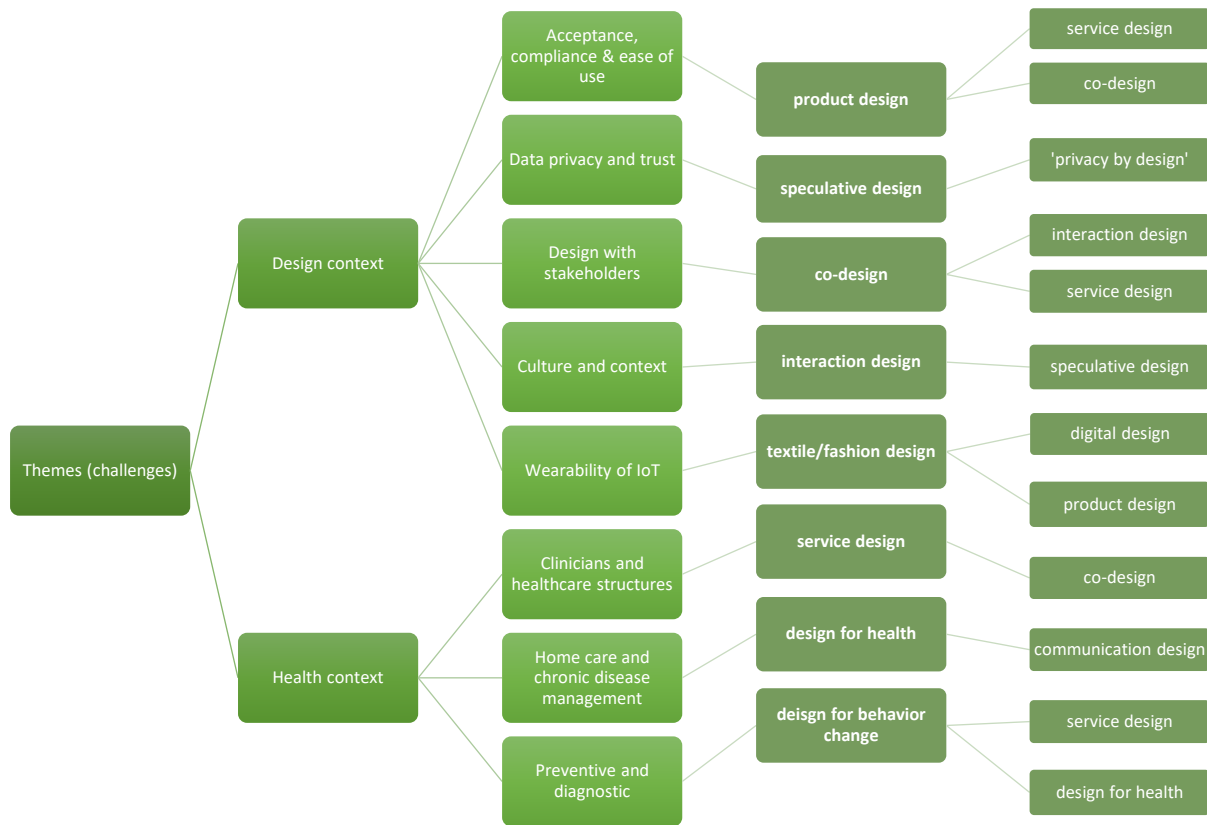 Themes (challenges)
Design context
Health context
Acceptance,
compliance & ease of
use
Data privacy and trust
Design with
stakeholders
Culture and context
Wearability of IoT
Clinicians and
healthcare structures
Home care and
chronic disease
management
Preventive and
diagnostic
product design
speculative design
co-design
interaction design
textile/fashion design
service design
design for health
deisgn for behavior
change
service design
co-design
'privacy by design'
interaction design
service design
speculative design
digital design
product design
co-design
communication design
service design
design for health